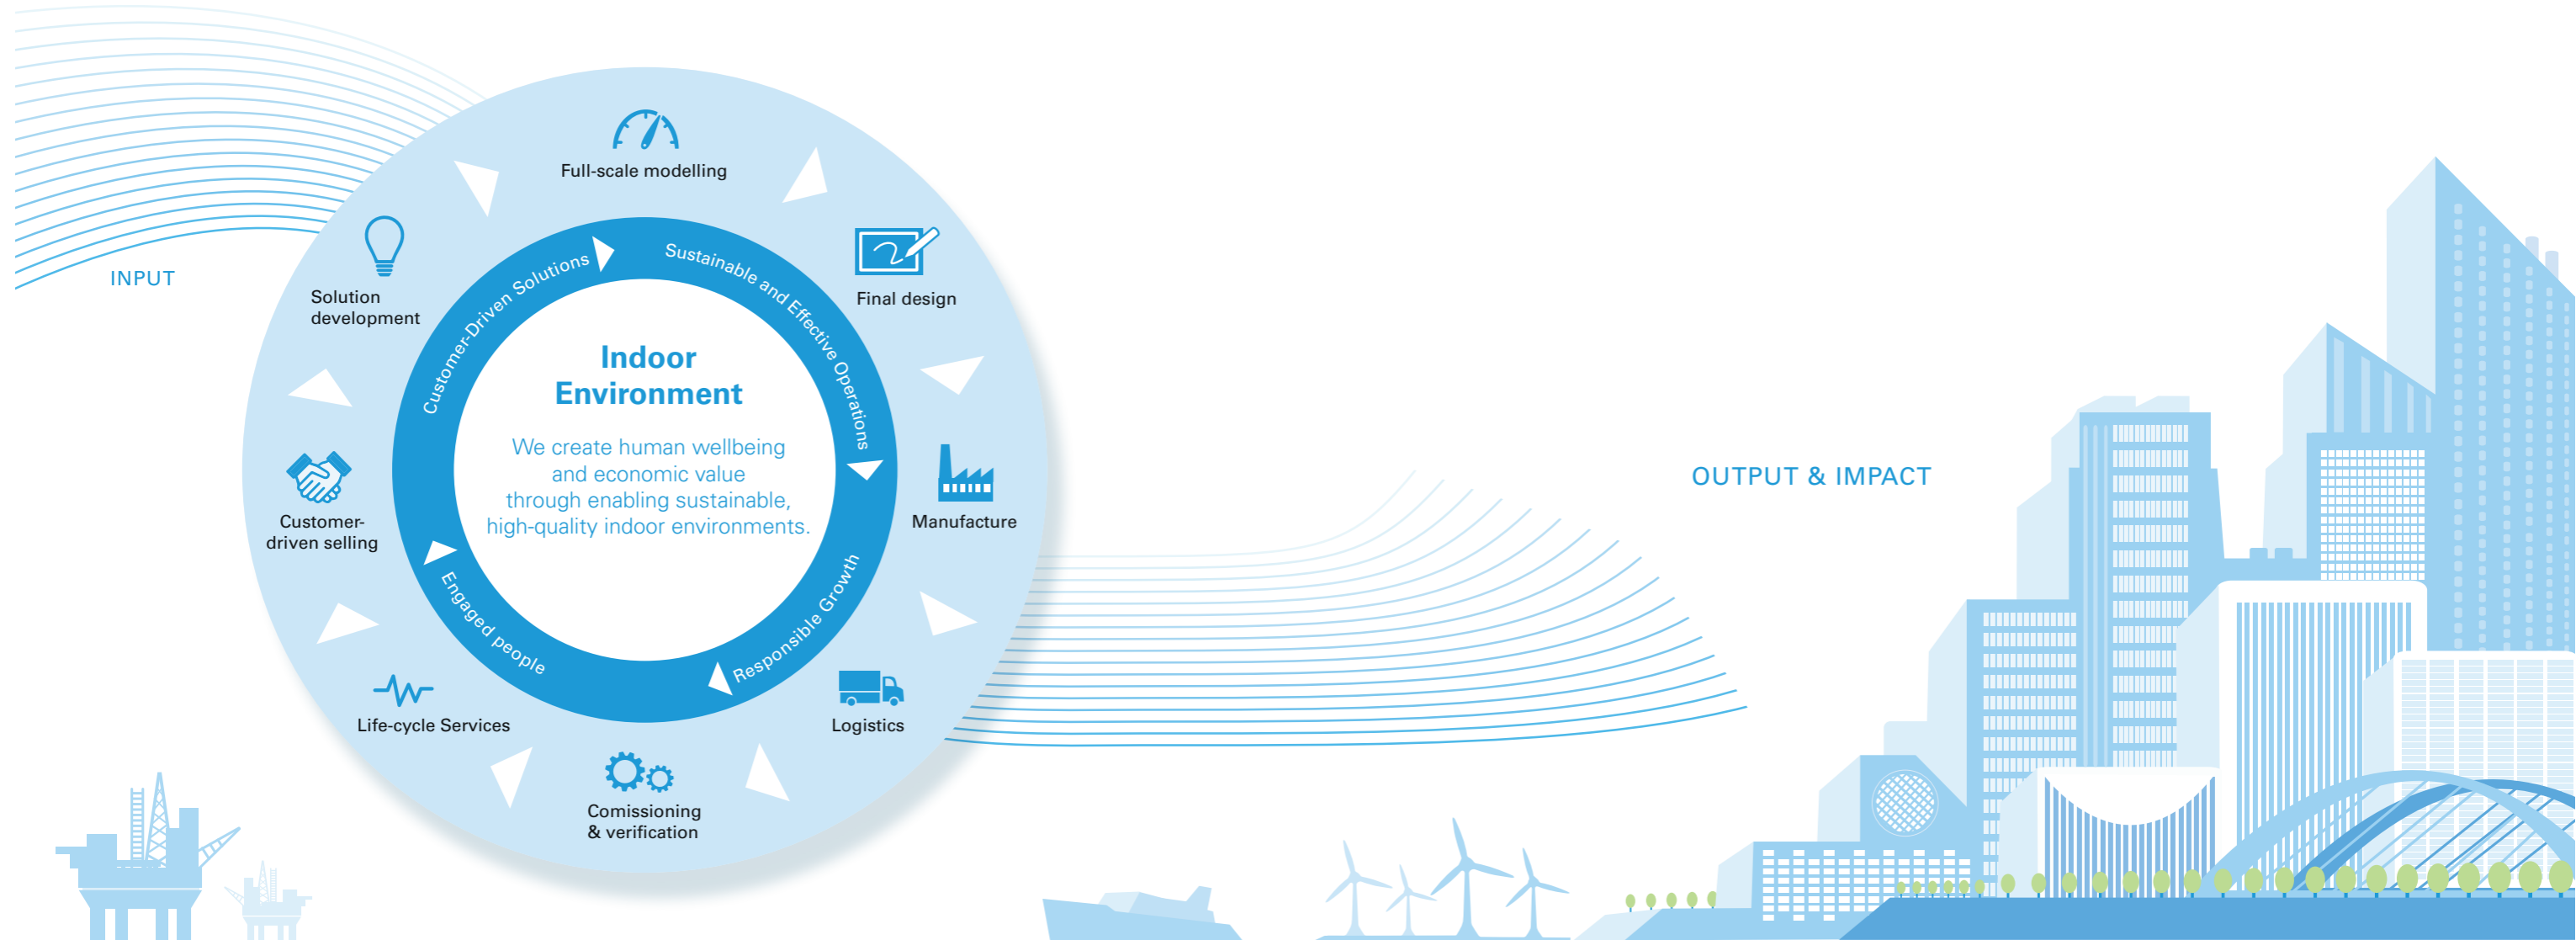 INPUT
Full-scale modelling
Final design
Manufacture
Logistics
Comissioning
& verification
Life-cycle Services
Customer-
driven selling
Solution
development
Customer-Driven Solutions
Sustainable and Effective Operations
Responsible Growth
Engaged people
Indoor
Environment
We create human wellbeing
and economic value
through enabling sustainable,
high-quality indoor environments.
OUTPUT & IMPACT